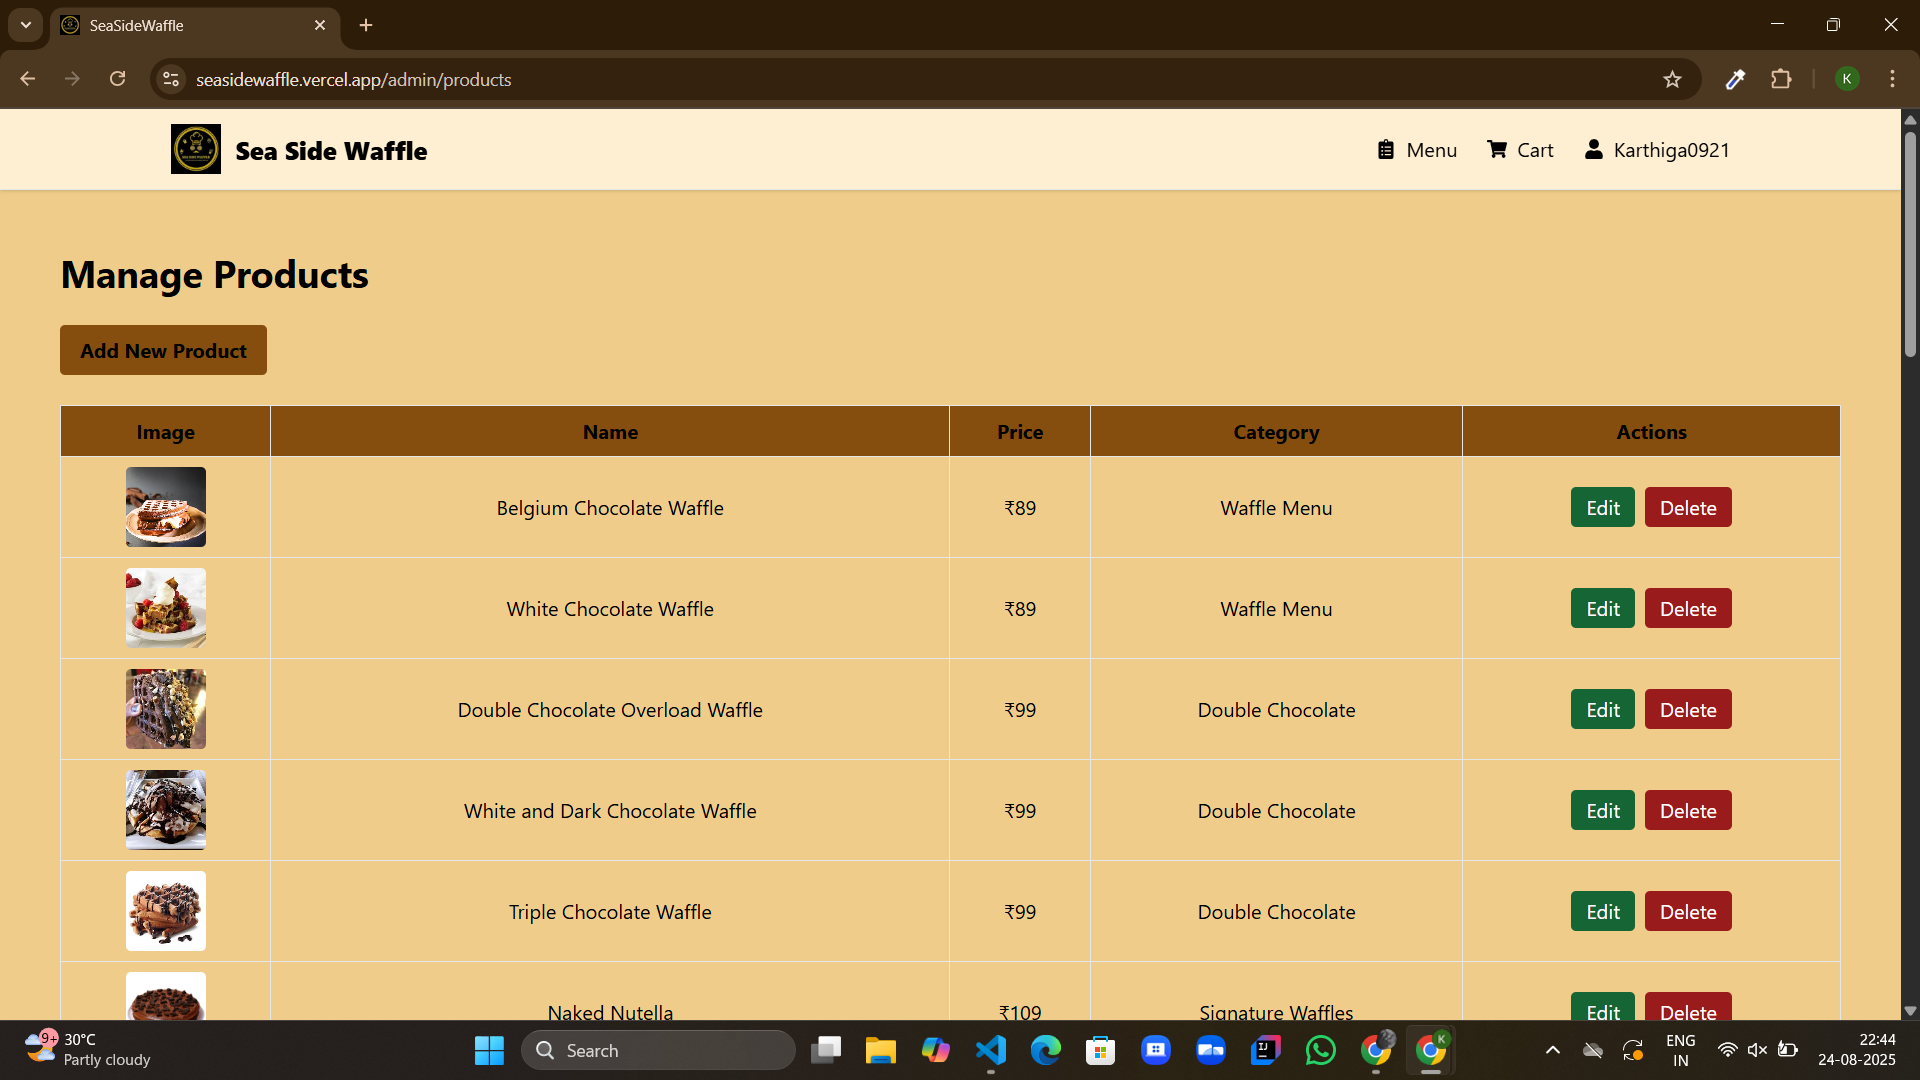 SeaSideWaffle
seasidewaffle.vercel.app/admin/products
K
Sea Side Waffle
Menu
Cart
Karthiga0921
Manage Products
Add New Product
Image Name Price Category Actions
Belgium Chocolate Waffle ₹89 Waffle Menu Edit Delete
White Chocolate Waffle ₹89 Waffle Menu Edit Delete
Double Chocolate Overload Waffle ₹99 Double Chocolate Edit Delete
White and Dark Chocolate Waffle ₹99 Double Chocolate Edit Delete
Triple Chocolate Waffle ₹99 Double Chocolate Edit Delete
Naked Nutella ₹109 Signature Waffles Edit Delete
9+
30°C
Partly cloudy
Search
K
ENG
IN
22:44
24-08-2025